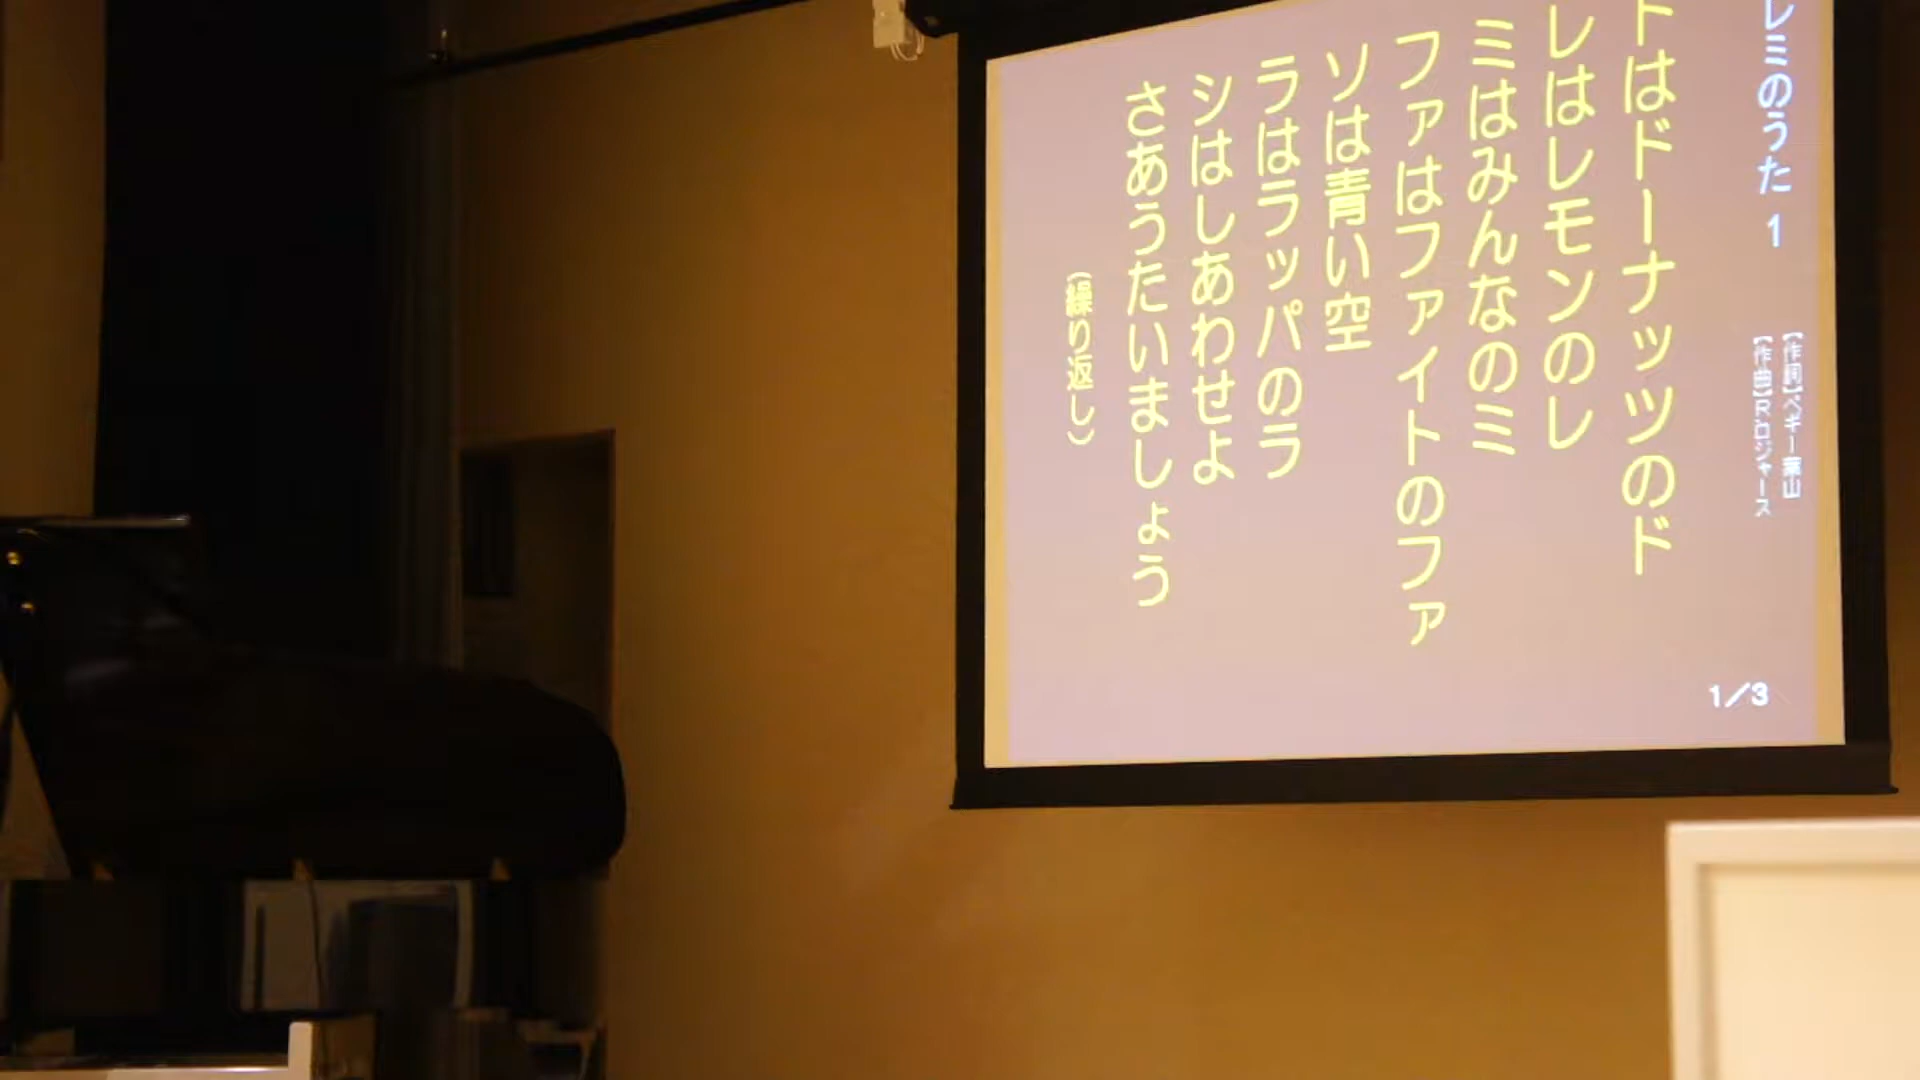 レミのうた 1
【作詞】ペギー葉山
【作曲】Rロジャース
ドはドーナッツのド
レはレモンのレ
ミはみんなのミ
ファはファイトのファ
ソは青い空
ラはラッパのラ
シはしあわせよ
さあうたいましょう
（繰り返し）
1／3